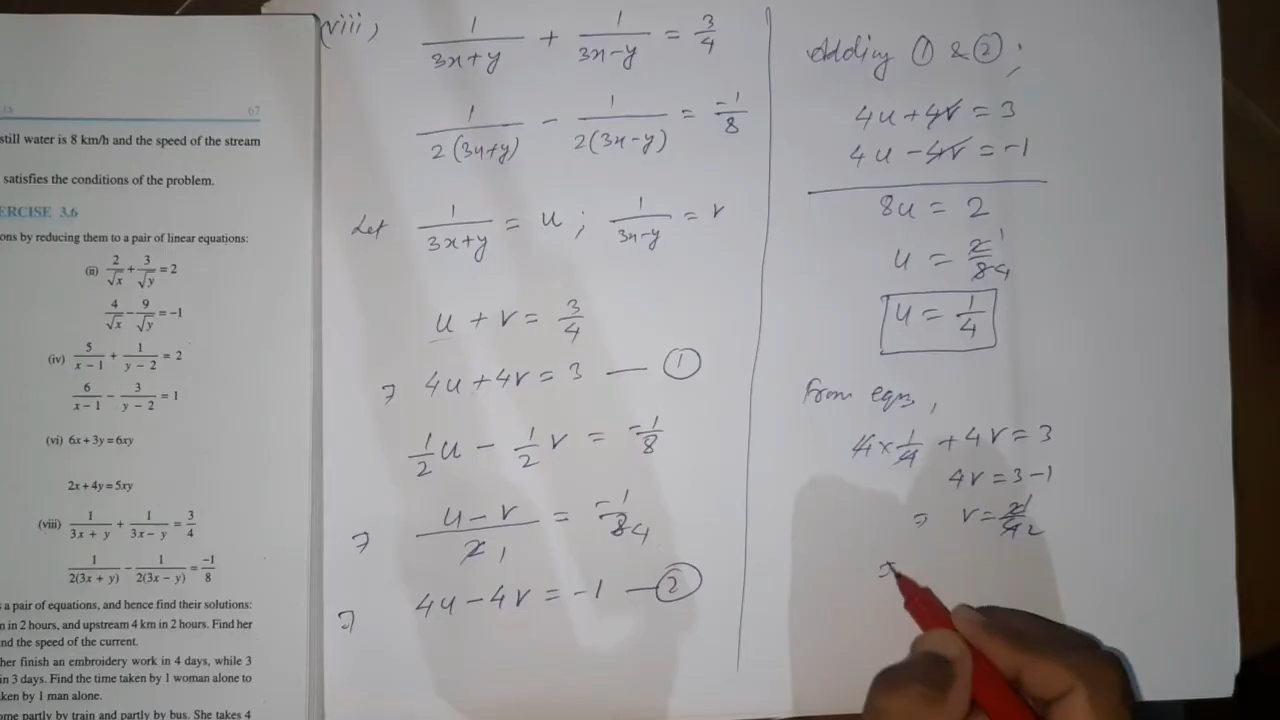 67
still water is 8 km/h and the speed of the stream
satisfies the conditions of the problem.
ERCISE 3.6
ons by reducing them to a pair of linear equations:
(ii) 2/√x + 3/√y = 2
4/√x - 9/√y = -1
(iv) 5/(x - 1) + 1/(y - 2) = 2
6/(x - 1) - 3/(y - 2) = 1
(vi) 6x + 3y = 6xy
2x + 4y = 5xy
(viii) 1/(3x + y) + 1/(3x - y) = 3/4
1/(2(3x + y)) - 1/(2(3x - y)) = -1/8
a pair of equations, and hence find their solutions:
in 2 hours, and upstream 4 km in 2 hours. Find her
nd the speed of the current.
her finish an embroidery work in 4 days, while 3
in 3 days. Find the time taken by 1 woman alone to
ken by 1 man alone.
ome partly by train and partly by bus. She takes 4
(viii) 1/(3x+y) + 1/(3x-y) = 3/4
1/(2(3x+y)) - 1/(2(3x-y)) = -1/8
Let 1/(3x+y) = u ; 1/(3x-y) = v
u + v = 3/4
⇒ 4u + 4v = 3 — ①
1/2 u - 1/2 v = -1/8
⇒ (u - v)/2 1 = -1/8 4
⇒ 4u - 4v = -1 — ②
Adding ① & ② ;
4u + 4v = 3
4u - 4v = -1
8u = 2
u = 2 1/8 4
u = 1/4
From eqn,
4 × 1/4 + 4v = 3
4v = 3-1
⇒ v = 2 1/4 2
⇒